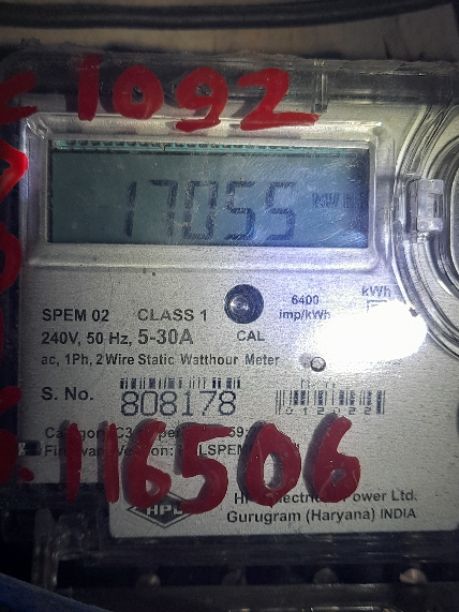 1092
17055
SPEM 02 CLASS 1
6400
imp/kWh
kWh
240V, 50 Hz, 5-30A
CAL
ac, 1Ph, 2 Wire Static Watthour Meter
S. No.
808178
012022
116506
HPL
Gurugram (Haryana) INDIA